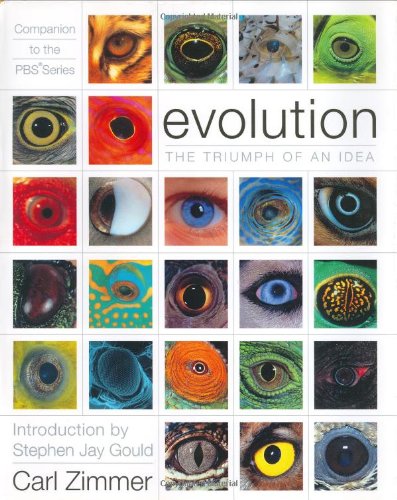 Companion
to the
PBS® Series
evolution
THE TRIUMPH OF AN IDEA
Introduction by
Stephen Jay Gould
Carl Zimmer